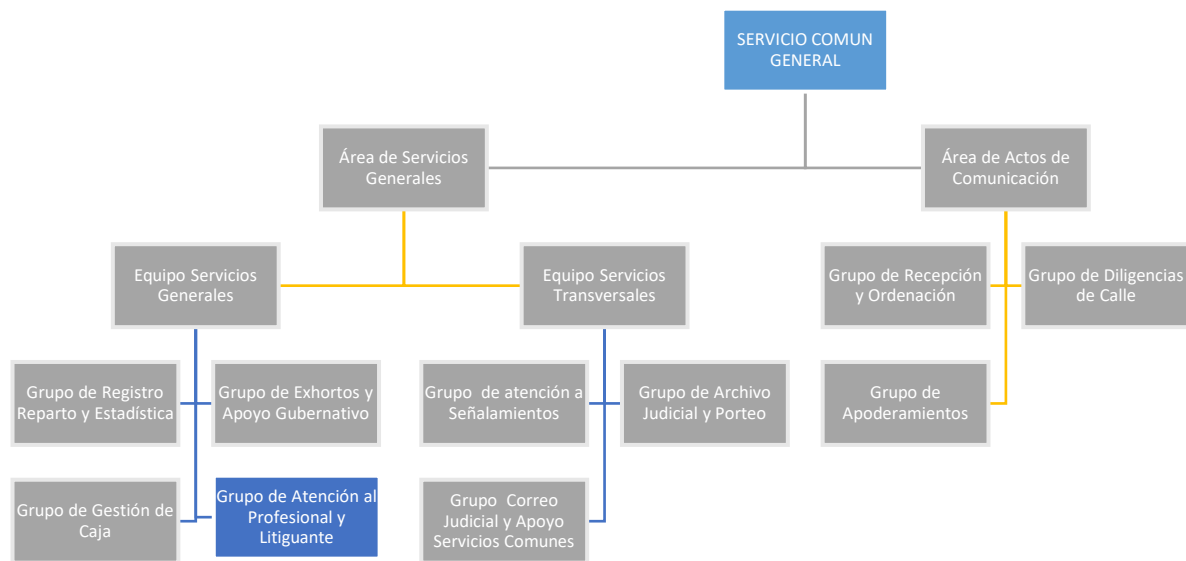 SERVICIO COMUN
GENERAL
Área de Servicios
Generales
Área de Actos de
Comunicación
Equipo Servicios
Generales
Equipo Servicios
Transversales
Grupo de Recepción
y Ordenación
Grupo de Diligencias
de Calle
Grupo de Registro
Reparto y Estadística
Grupo de Exhortos y
Apoyo Gubernativo
Grupo de atención a
Señalamientos
Grupo de Archivo
Judicial y Porteo
Grupo de
Apoderamientos
Grupo de Gestión de
Caja
Grupo de Atención al
Profesional y
Litiguante
Grupo Correo
Judicial y Apoyo
Servicios Comunes